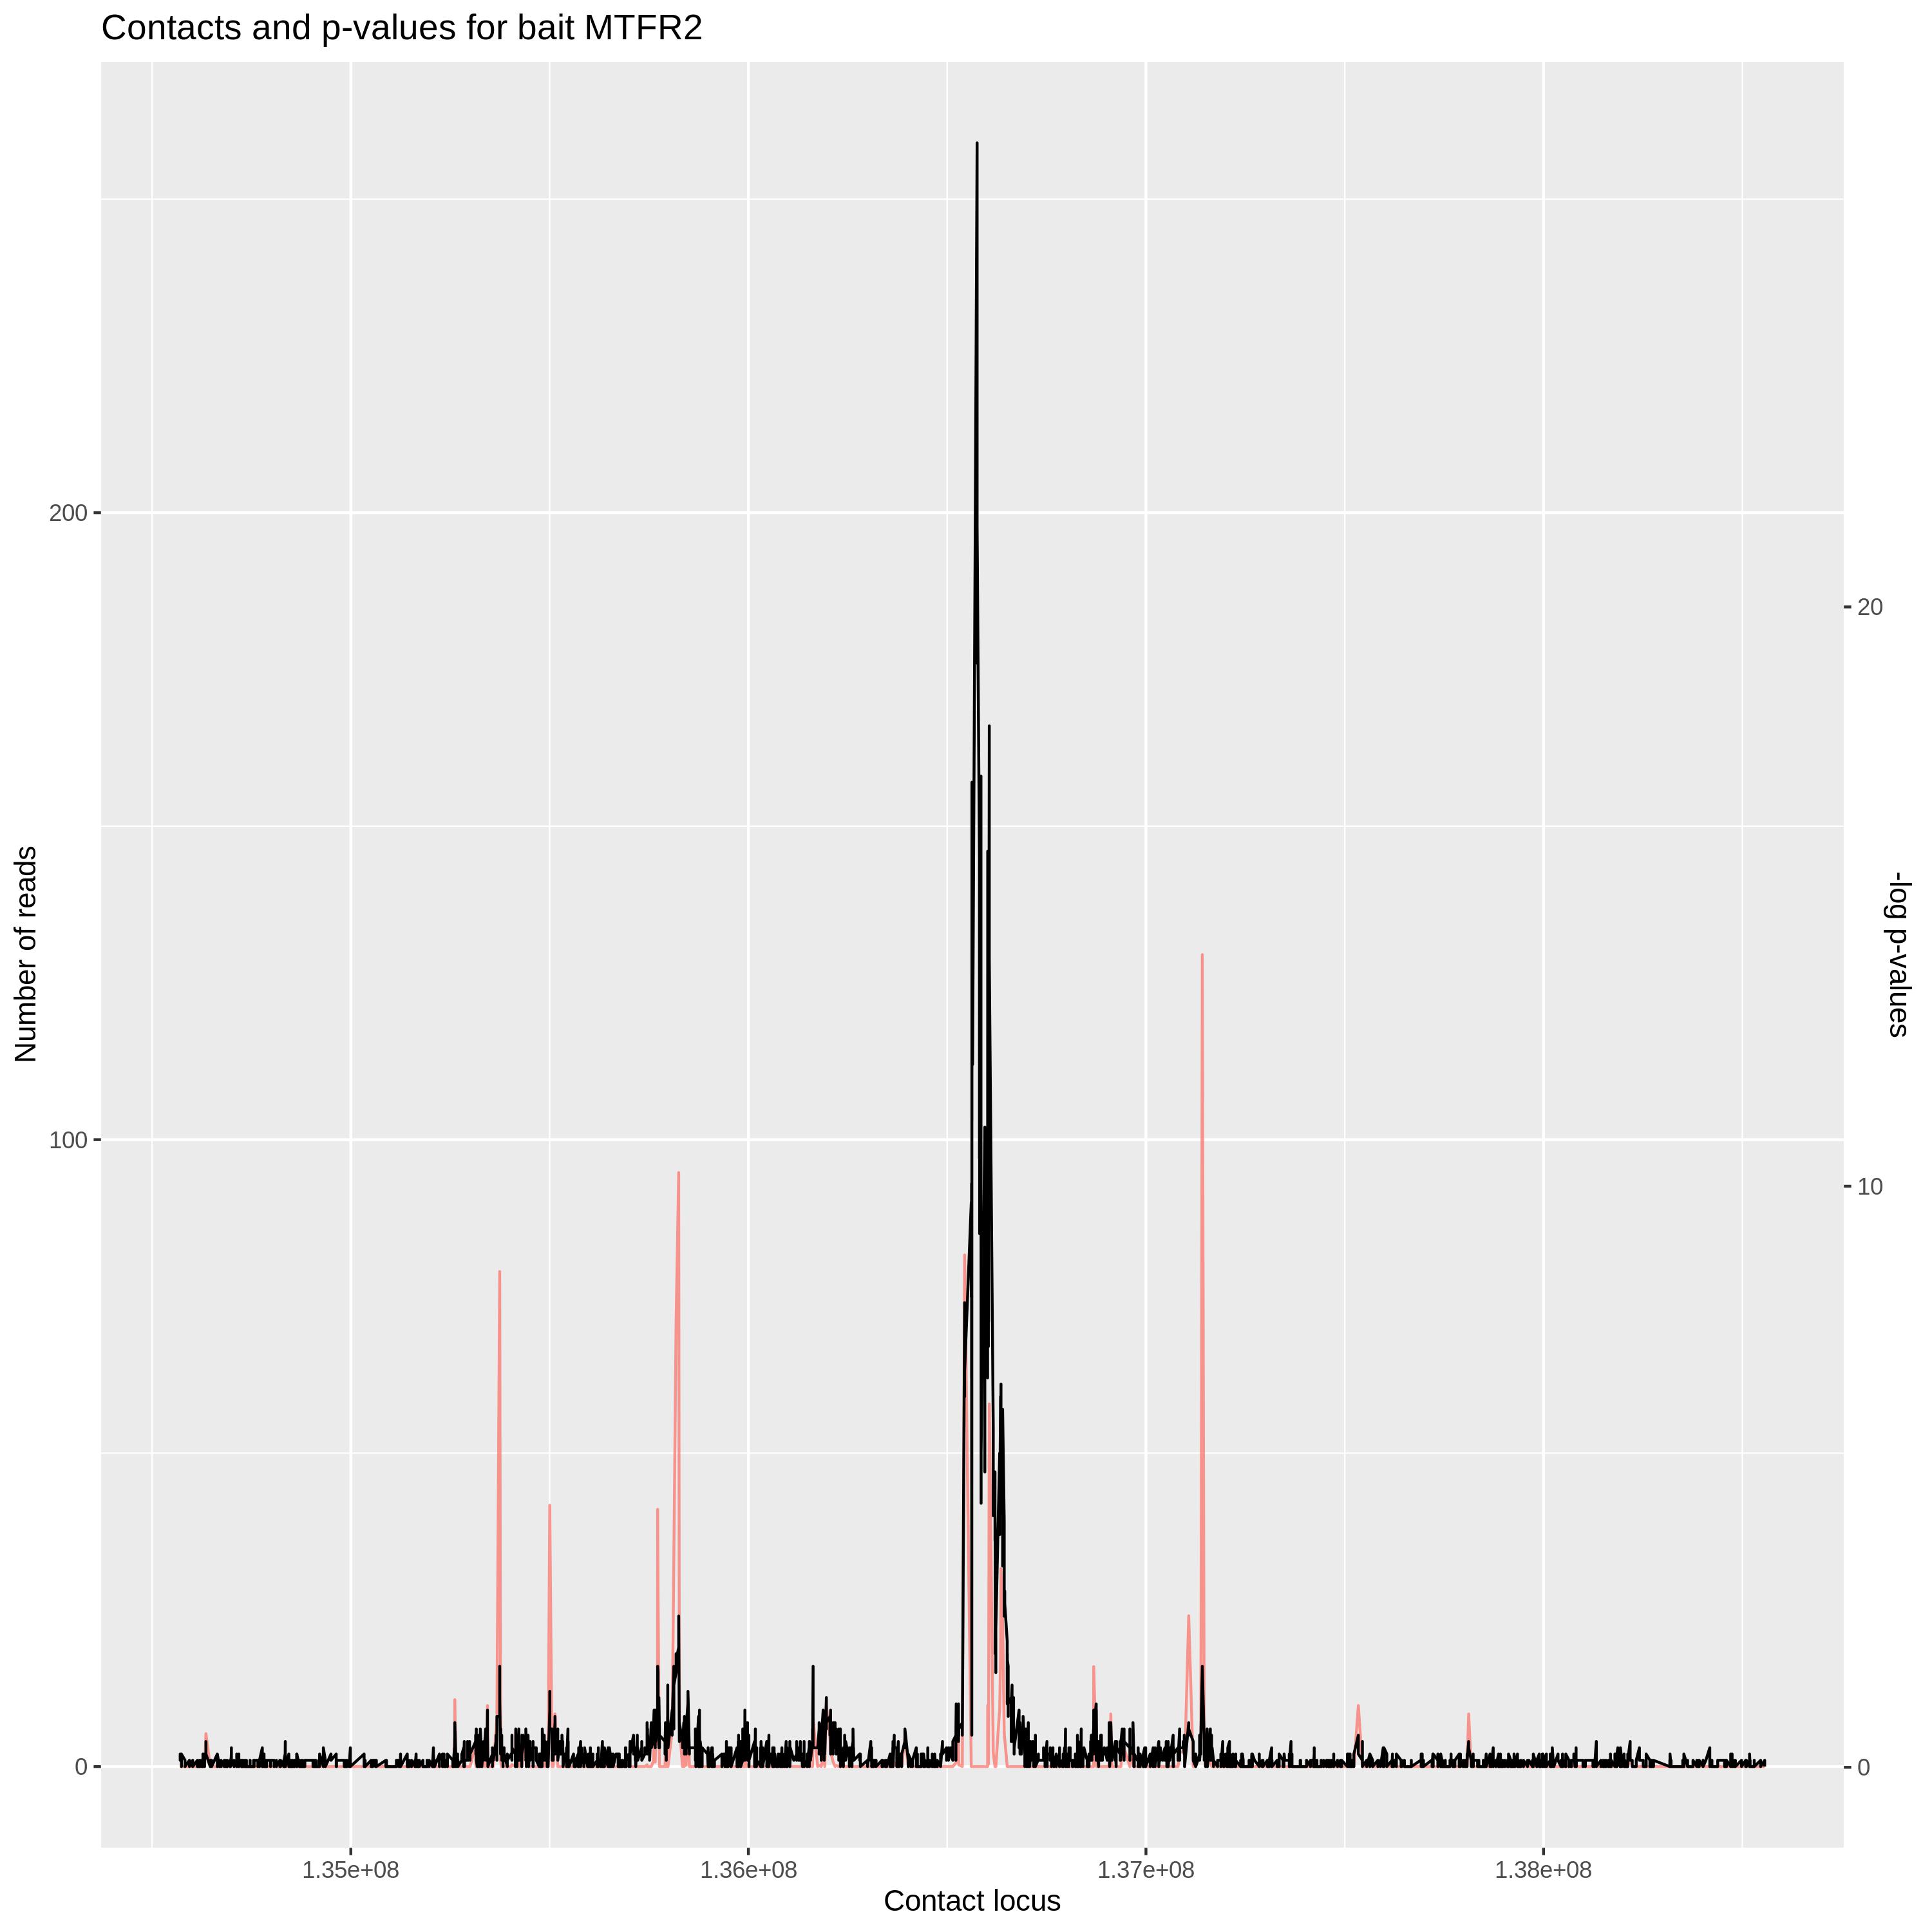 Contacts and p-values for bait MTFR2
Number of reads
200
100
0
20
10
0
-log p-values
1.35e+08
1.36e+08
1.37e+08
1.38e+08
Contact locus